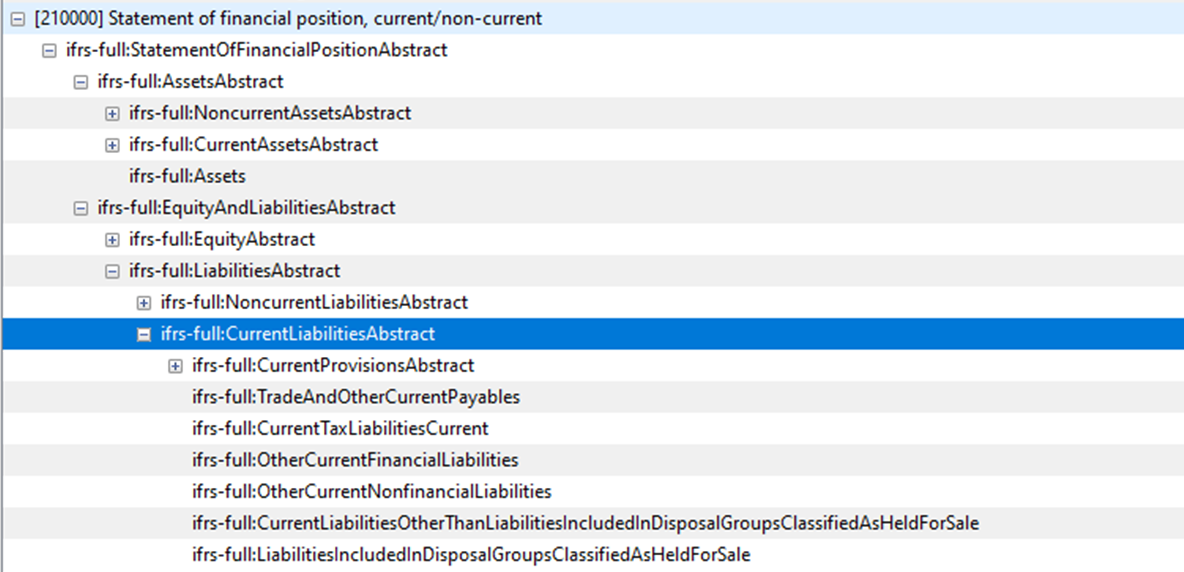 [210000] Statement of financial position, current/non-current
ifrs-full:StatementOfFinancialPositionAbstract
ifrs-full:AssetsAbstract
ifrs-full:NoncurrentAssetsAbstract
ifrs-full:CurrentAssetsAbstract
ifrs-full:Assets
ifrs-full:EquityAndLiabilitiesAbstract
ifrs-full:EquityAbstract
ifrs-full:LiabilitiesAbstract
ifrs-full:NoncurrentLiabilitiesAbstract
ifrs-full:CurrentLiabilitiesAbstract
ifrs-full:CurrentProvisionsAbstract
ifrs-full:TradeAndOtherCurrentPayables
ifrs-full:CurrentTaxLiabilitiesCurrent
ifrs-full:OtherCurrentFinancialLiabilities
ifrs-full:OtherCurrentNonfinancialLiabilities
ifrs-full:CurrentLiabilitiesOtherThanLiabilitiesIncludedInDisposalGroupsClassifiedAsHeldForSale
ifrs-full:LiabilitiesIncludedInDisposalGroupsClassifiedAsHeldForSale